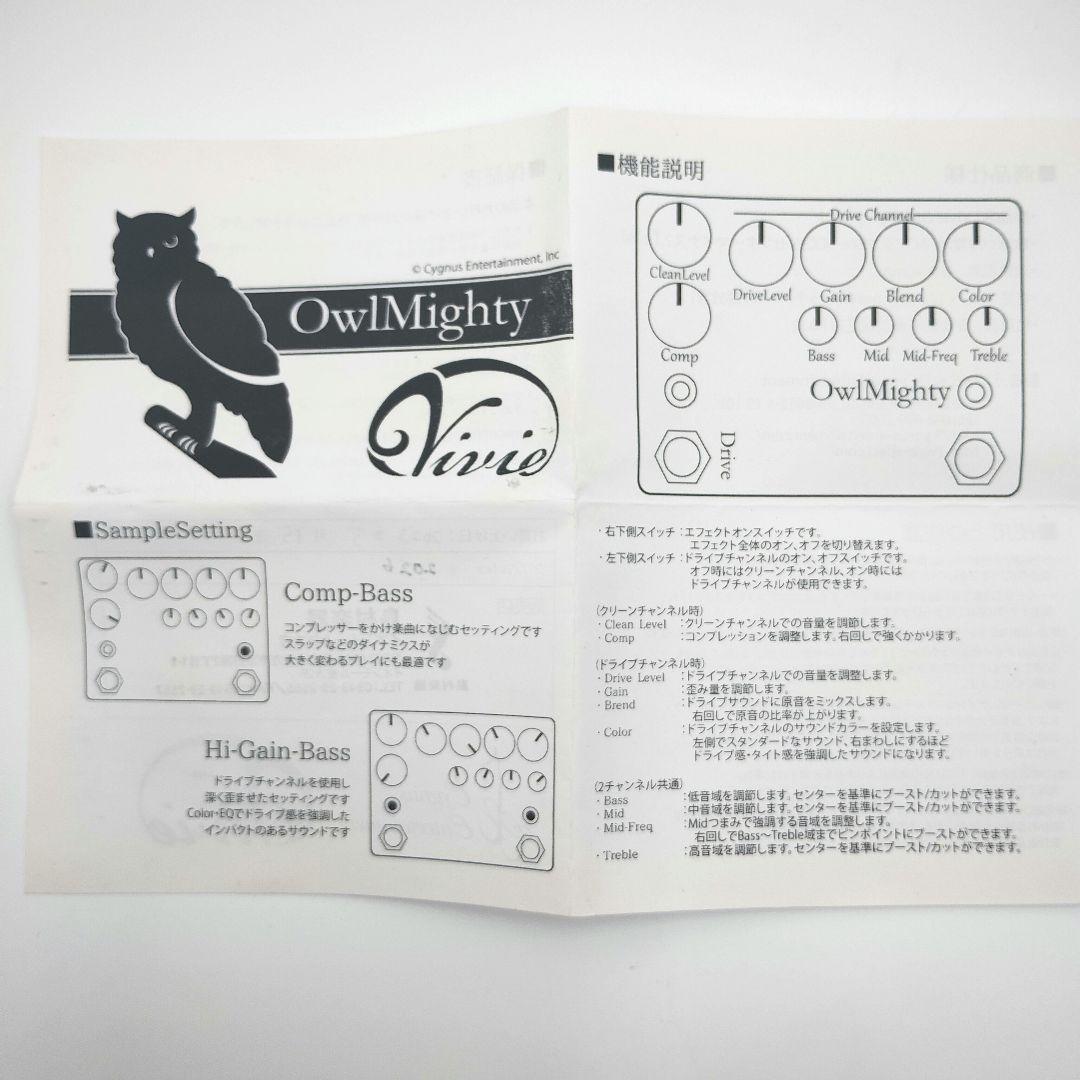 © Cygnus Entertainment, Inc
OwlMighty
Vivie
■SampleSetting
Comp-Bass
コンプレッサーをかけ楽曲になじむセッティングです
スラップなどのダイナミクスが
大きく変わるプレイにも最適です
Hi-Gain-Bass
ドライブチャンネルを使用し
深く歪ませたセッティングです
Color・EQでドライブ感を強調した
インパクトのあるサウンドです
■機能説明
Drive Channel
CleanLevel
DriveLevel Gain Blend Color
Comp
Bass Mid Mid-Freq Treble
OwlMighty
Drive
・右下側スイッチ：エフェクトオンスイッチです。
エフェクト全体のオン、オフを切り替えます。
・左下側スイッチ：ドライブチャンネルのオン、オフスイッチです。
オフ時にはクリーンチャンネル、オン時には
ドライブチャンネルが使用できます。
(クリーンチャンネル時)
・Clean Level ：クリーンチャンネルでの音量を調節します。
・Comp ：コンプレッションを調整します。右回しで強くかかります。
(ドライブチャンネル時)
・Drive Level ：ドライブチャンネルでの音量を調整します。
・Gain ：歪み量を調節します。
・Brend ：ドライブサウンドに原音をミックスします。
右回しで原音の比率が上がります。
・Color ：ドライブチャンネルのサウンドカラーを設定します。
左側でスタンダードなサウンド、右まわしにするほど
ドライブ感・タイト感を強調したサウンドになります。
(2チャンネル共通)
・Bass ：低音域を調節します。センターを基準にブースト/カットができます。
・Mid ：中音域を調節します。センターを基準にブースト/カットができます。
・Mid-Freq ：Midつまみで強調する音域を調整します。
右回しでBass～Treble域までピンポイントにブーストができます。
・Treble ：高音域を調節します。センターを基準にブースト/カットができます。